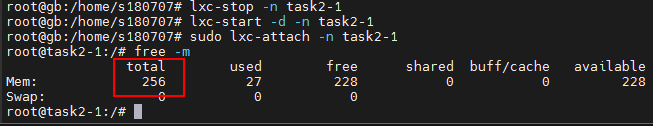 root@gb:/home/s180707# lxc-stop -n task2-1
root@gb:/home/s180707# lxc-start -d -n task2-1
root@gb:/home/s180707# sudo lxc-attach -n task2-1
root@task2-1:/# free -m
total used free shared buff/cache available
Mem: 256 27 228 0 0 228
Swap: 0 0 0
root@task2-1:/#